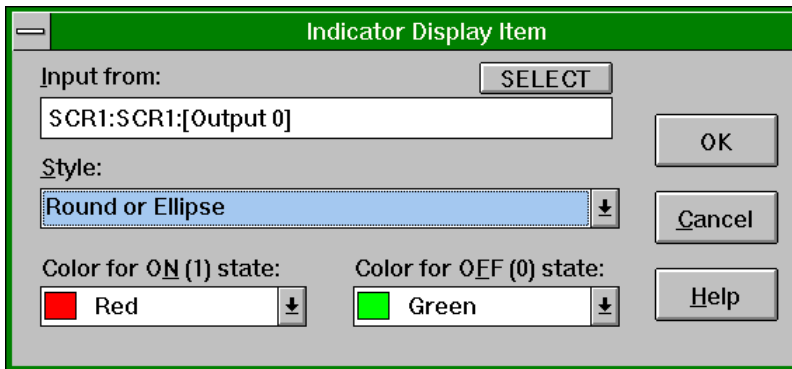 Indicator Display Item
Input from:
SELECT
SCR1:SCR1:[Output 0]
OK
Style:
Round or Ellipse
Cancel
Color for ON (1) state:
Color for OFF (0) state:
Red
Green
Help